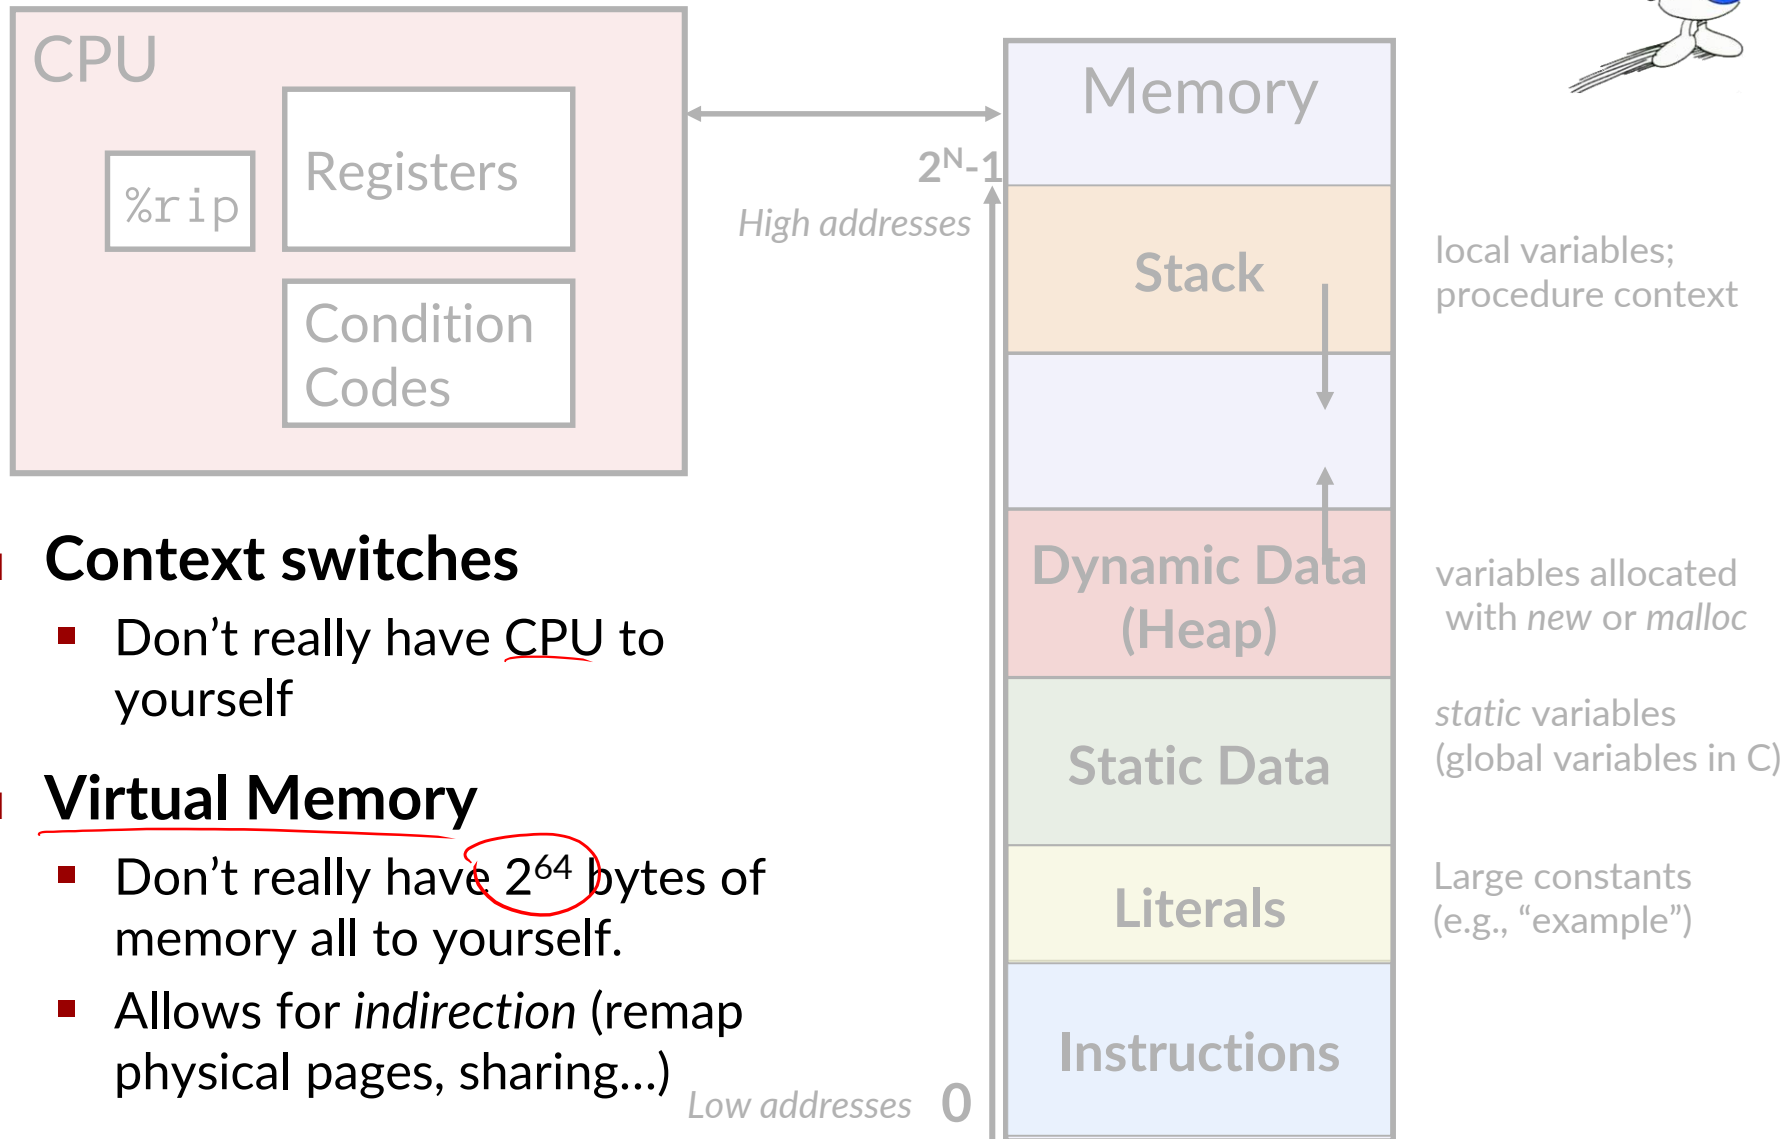 CPU
%rip
Registers
Condition
Codes
Memory
2ᴺ-1
High addresses
Stack
local variables;
procedure context
Dynamic Data
(Heap)
variables allocated
with new or malloc
Static Data
static variables
(global variables in C)
Literals
Large constants
(e.g., “example”)
Instructions
Low addresses 0
Context switches
Don’t really have CPU to
yourself
Virtual Memory
Don’t really have 2⁶⁴ bytes of
memory all to yourself.
Allows for indirection (remap
physical pages, sharing…)